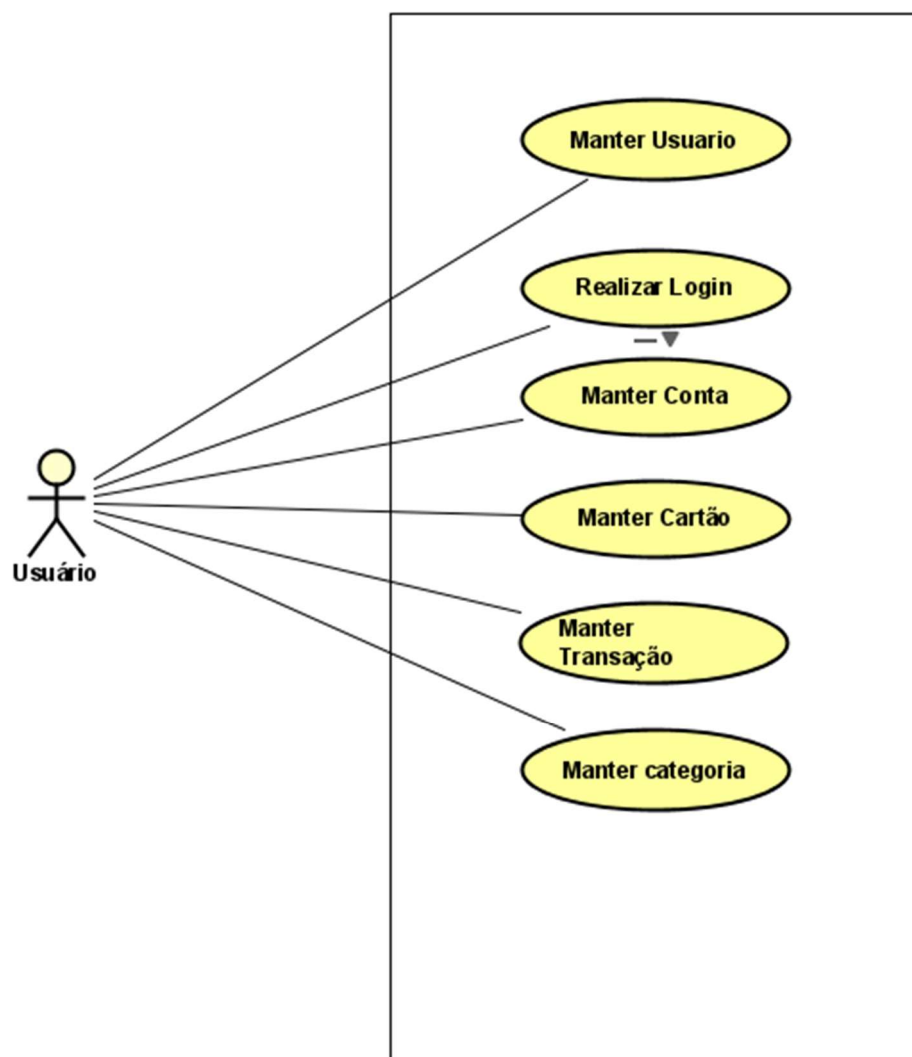 Manter Usuario
Realizar Login
Manter Conta
Usuário
Manter Cartão
Manter
Transação
Manter categoria